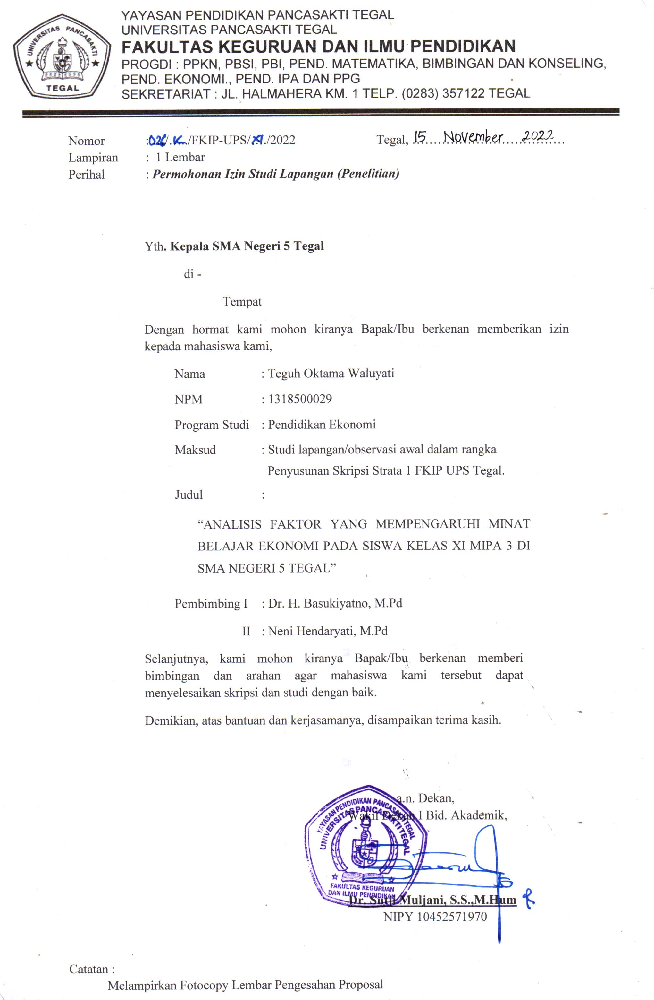 UNIVERSITAS PANCASAKTI
TEGAL
YAYASAN PENDIDIKAN PANCASAKTI TEGAL
UNIVERSITAS PANCASAKTI TEGAL
FAKULTAS KEGURUAN DAN ILMU PENDIDIKAN
PROGDI : PPKN, PBSI, PBI, PEND. MATEMATIKA, BIMBINGAN DAN KONSELING,
PEND. EKONOMI., PEND. IPA DAN PPG
SEKRETARIAT : JL. HALMAHERA KM. 1 TELP. (0283) 357122 TEGAL
Nomor : /K/FKIP-UPS/XI/2022 Tegal, 15 November 2022
Lampiran : 1 Lembar
Perihal : Permohonan Izin Studi Lapangan (Penelitian)
Yth. Kepala SMA Negeri 5 Tegal
di -
Tempat
Dengan hormat kami mohon kiranya Bapak/Ibu berkenan memberikan izin
kepada mahasiswa kami,
Nama : Teguh Oktama Waluyati
NPM : 1318500029
Program Studi : Pendidikan Ekonomi
Maksud : Studi lapangan/observasi awal dalam rangka
Penyusunan Skripsi Strata 1 FKIP UPS Tegal.
Judul :
“ANALISIS FAKTOR YANG MEMPENGARUHI MINAT
BELAJAR EKONOMI PADA SISWA KELAS XI MIPA 3 DI
SMA NEGERI 5 TEGAL”
Pembimbing I : Dr. H. Basukiyatno, M.Pd
II : Neni Hendaryati, M.Pd
Selanjutnya, kami mohon kiranya Bapak/Ibu berkenan memberi
bimbingan dan arahan agar mahasiswa kami tersebut dapat
menyelesaikan skripsi dan studi dengan baik.
Demikian, atas bantuan dan kerjasamanya, disampaikan terima kasih.
a.n. Dekan,
Wakil Dekan I Bid. Akademik,
YAYASAN PENDIDIKAN PANCASAKTI TEGAL
UNIVERSITAS PANCASAKTI TEGAL
FAKULTAS KEGURUAN
DAN ILMU PENDIDIKAN
Dr. Sutji Muljani, S.S.,M.Hum
NIPY 10452571970
Catatan :
Melampirkan Fotocopy Lembar Pengesahan Proposal